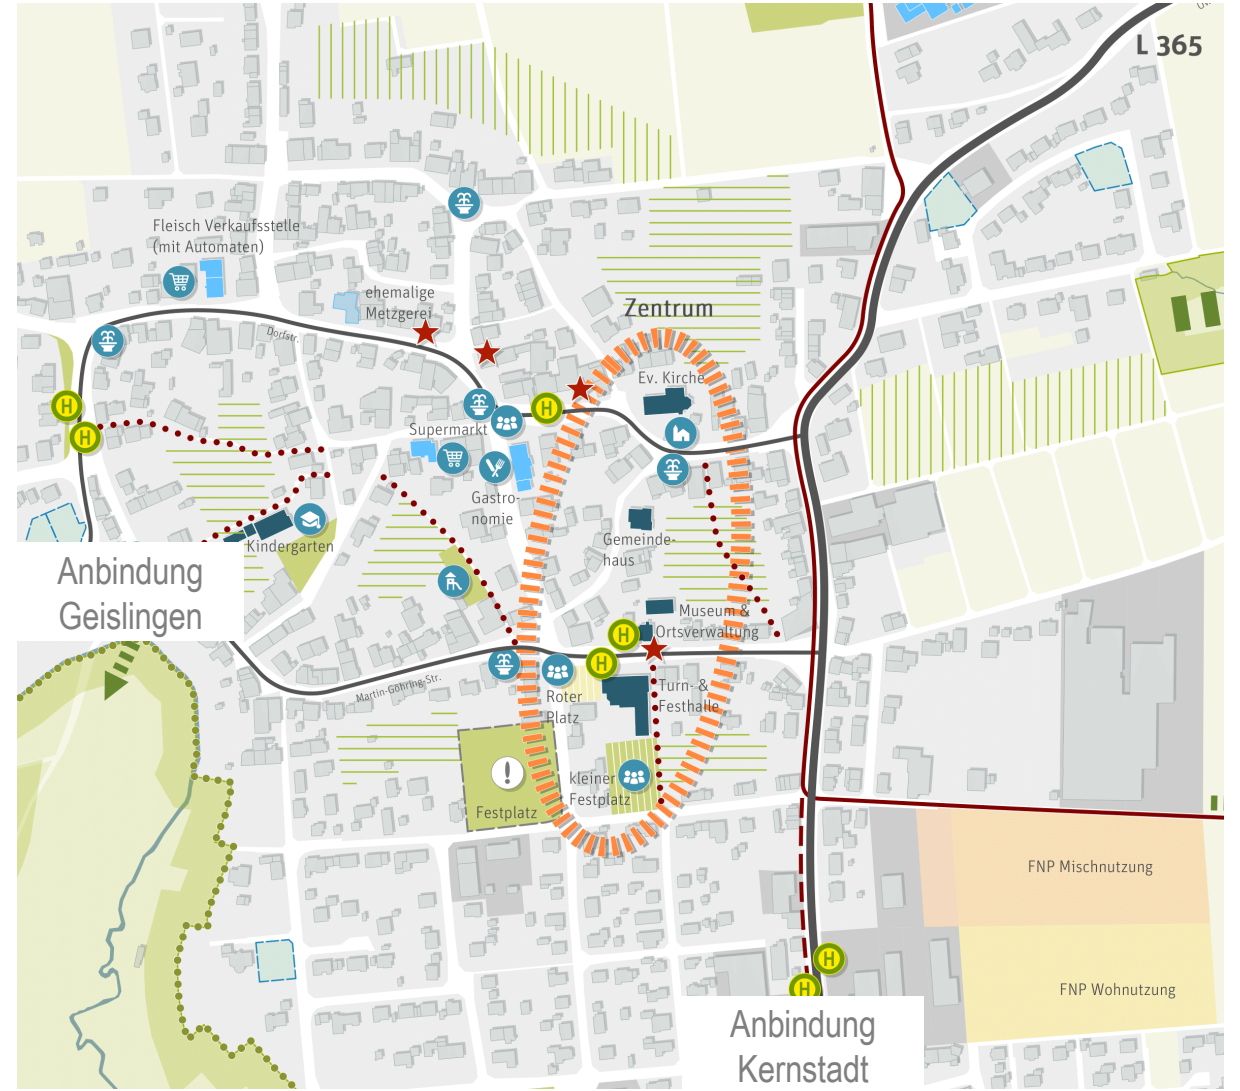 L 365
Fleisch Verkaufsstelle
(mit Automaten)
ehemalige
Metzgerei
Zentrum
Dorfstr.
Ev. Kirche
H
H
H
Supermarkt
Gastro-
nomie
Kindergarten
Gemeinde-
haus
Anbindung
Geislingen
Museum &
Ortsverwaltung
H
H
Martin-Göhring-Str.
Roter
Platz
Turn- &
Festhalle
kleiner
Festplatz
!
Festplatz
FNP Mischnutzung
H
H
FNP Wohnutzung
Anbindung
Kernstadt